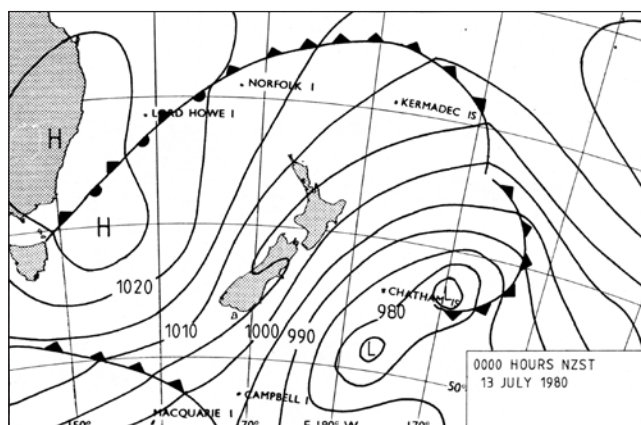 NORFOLK I
KERMADEC IS
LORD HOWE I
H
H
A
1020
CHATHAM IS
L
980
1010
1000
990
B
L
0000 HOURS NZST
13 JULY 1980
50°
CAMPBELL I
MACQUARIE I
E 180° W